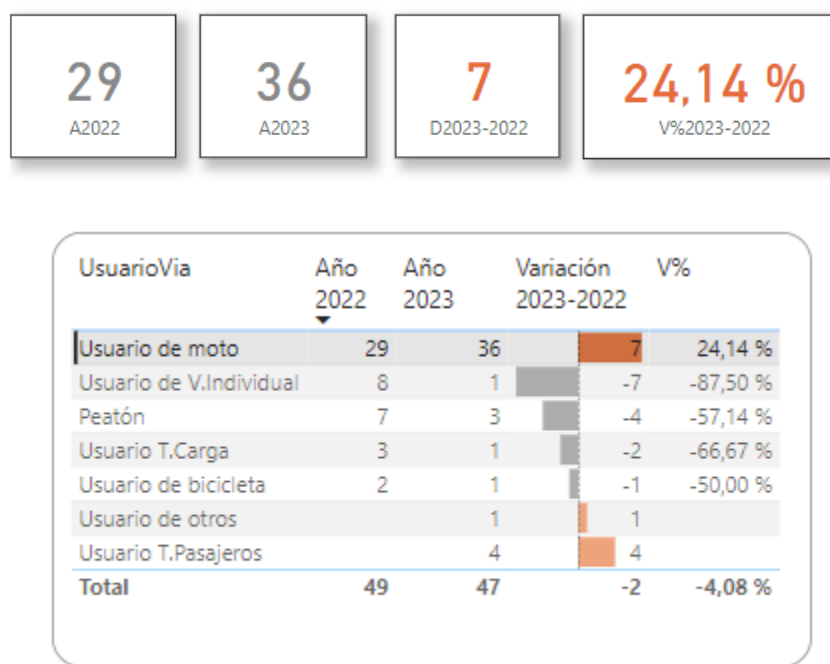 29 36 7 24,14 %
A2022 A2023 D2023-2022 V%2023-2022
UsuarioVia Año Año Variación V%
2022 2023 2023-2022
Usuario de moto 29 36 7 24,14 %
Usuario de V.Individual 8 1 -7 -87,50 %
Peatón 7 3 -4 -57,14 %
Usuario T.Carga 3 1 -2 -66,67 %
Usuario de bicicleta 2 1 -1 -50,00 %
Usuario de otros 1 1
Usuario T.Pasajeros 4 4
Total 49 47 -2 -4,08 %